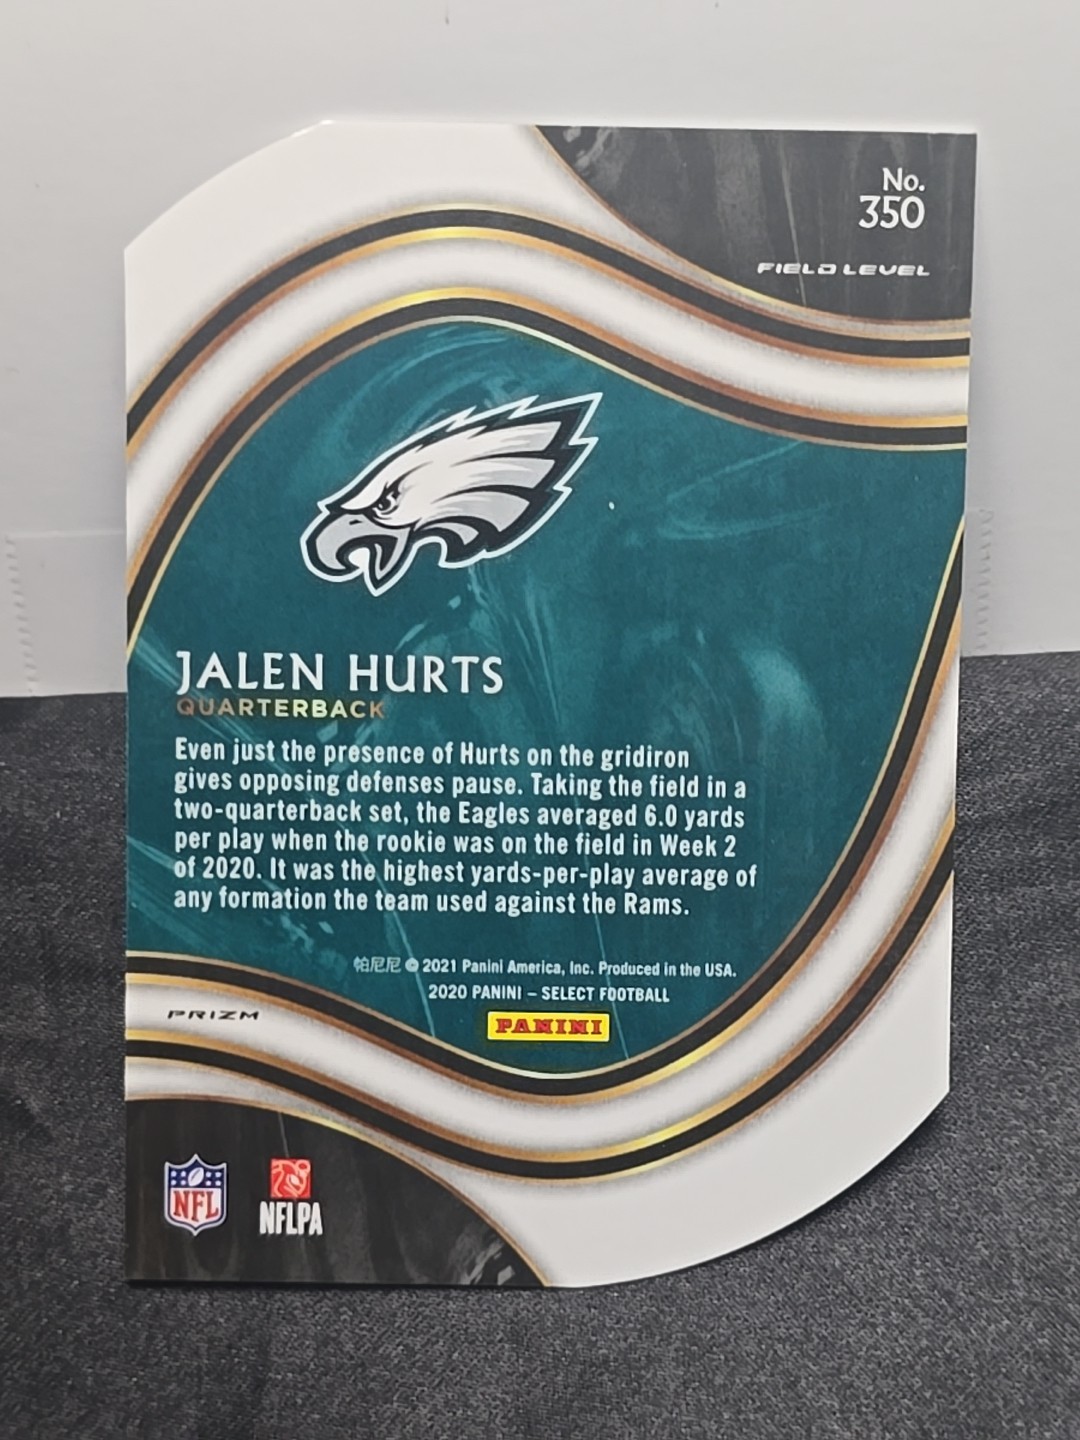 No.
350
FIELD LEVEL
JALEN HURTS
QUARTERBACK
Even just the presence of Hurts on the gridiron
gives opposing defenses pause. Taking the field in a
two-quarterback set, the Eagles averaged 6.0 yards
per play when the rookie was on the field in Week 2
of 2020. It was the highest yards-per-play average of
any formation the team used against the Rams.
帕尼尼 © 2021 Panini America, Inc. Produced in the USA.
2020 PANINI – SELECT FOOTBALL
PANINI
PRIZM
NFL
NFLPA